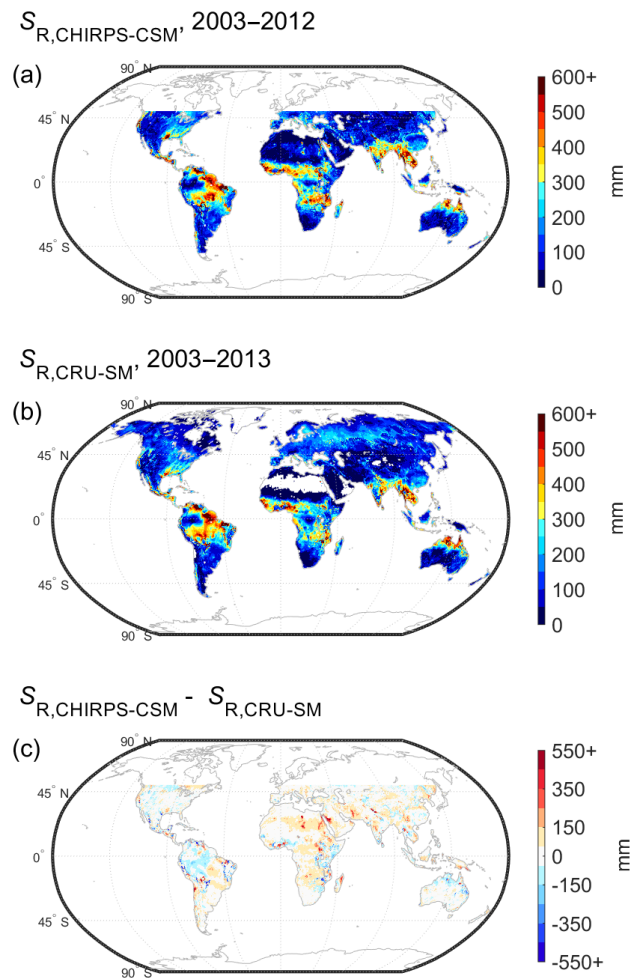 S R,CHIRPS-CSM, 2003–2012
(a)
90° N
45° N
0°
45° S
90° S
600+
500
400
300
200
100
0
mm
S R,CRU-SM, 2003–2013
(b)
90° N
45° N
0°
45° S
90° S
600+
500
400
300
200
100
0
mm
S R,CHIRPS-CSM - S R,CRU-SM
(c)
90° N
45° N
0°
45° S
90° S
550+
350
150
0
-150
-350
-550+
mm